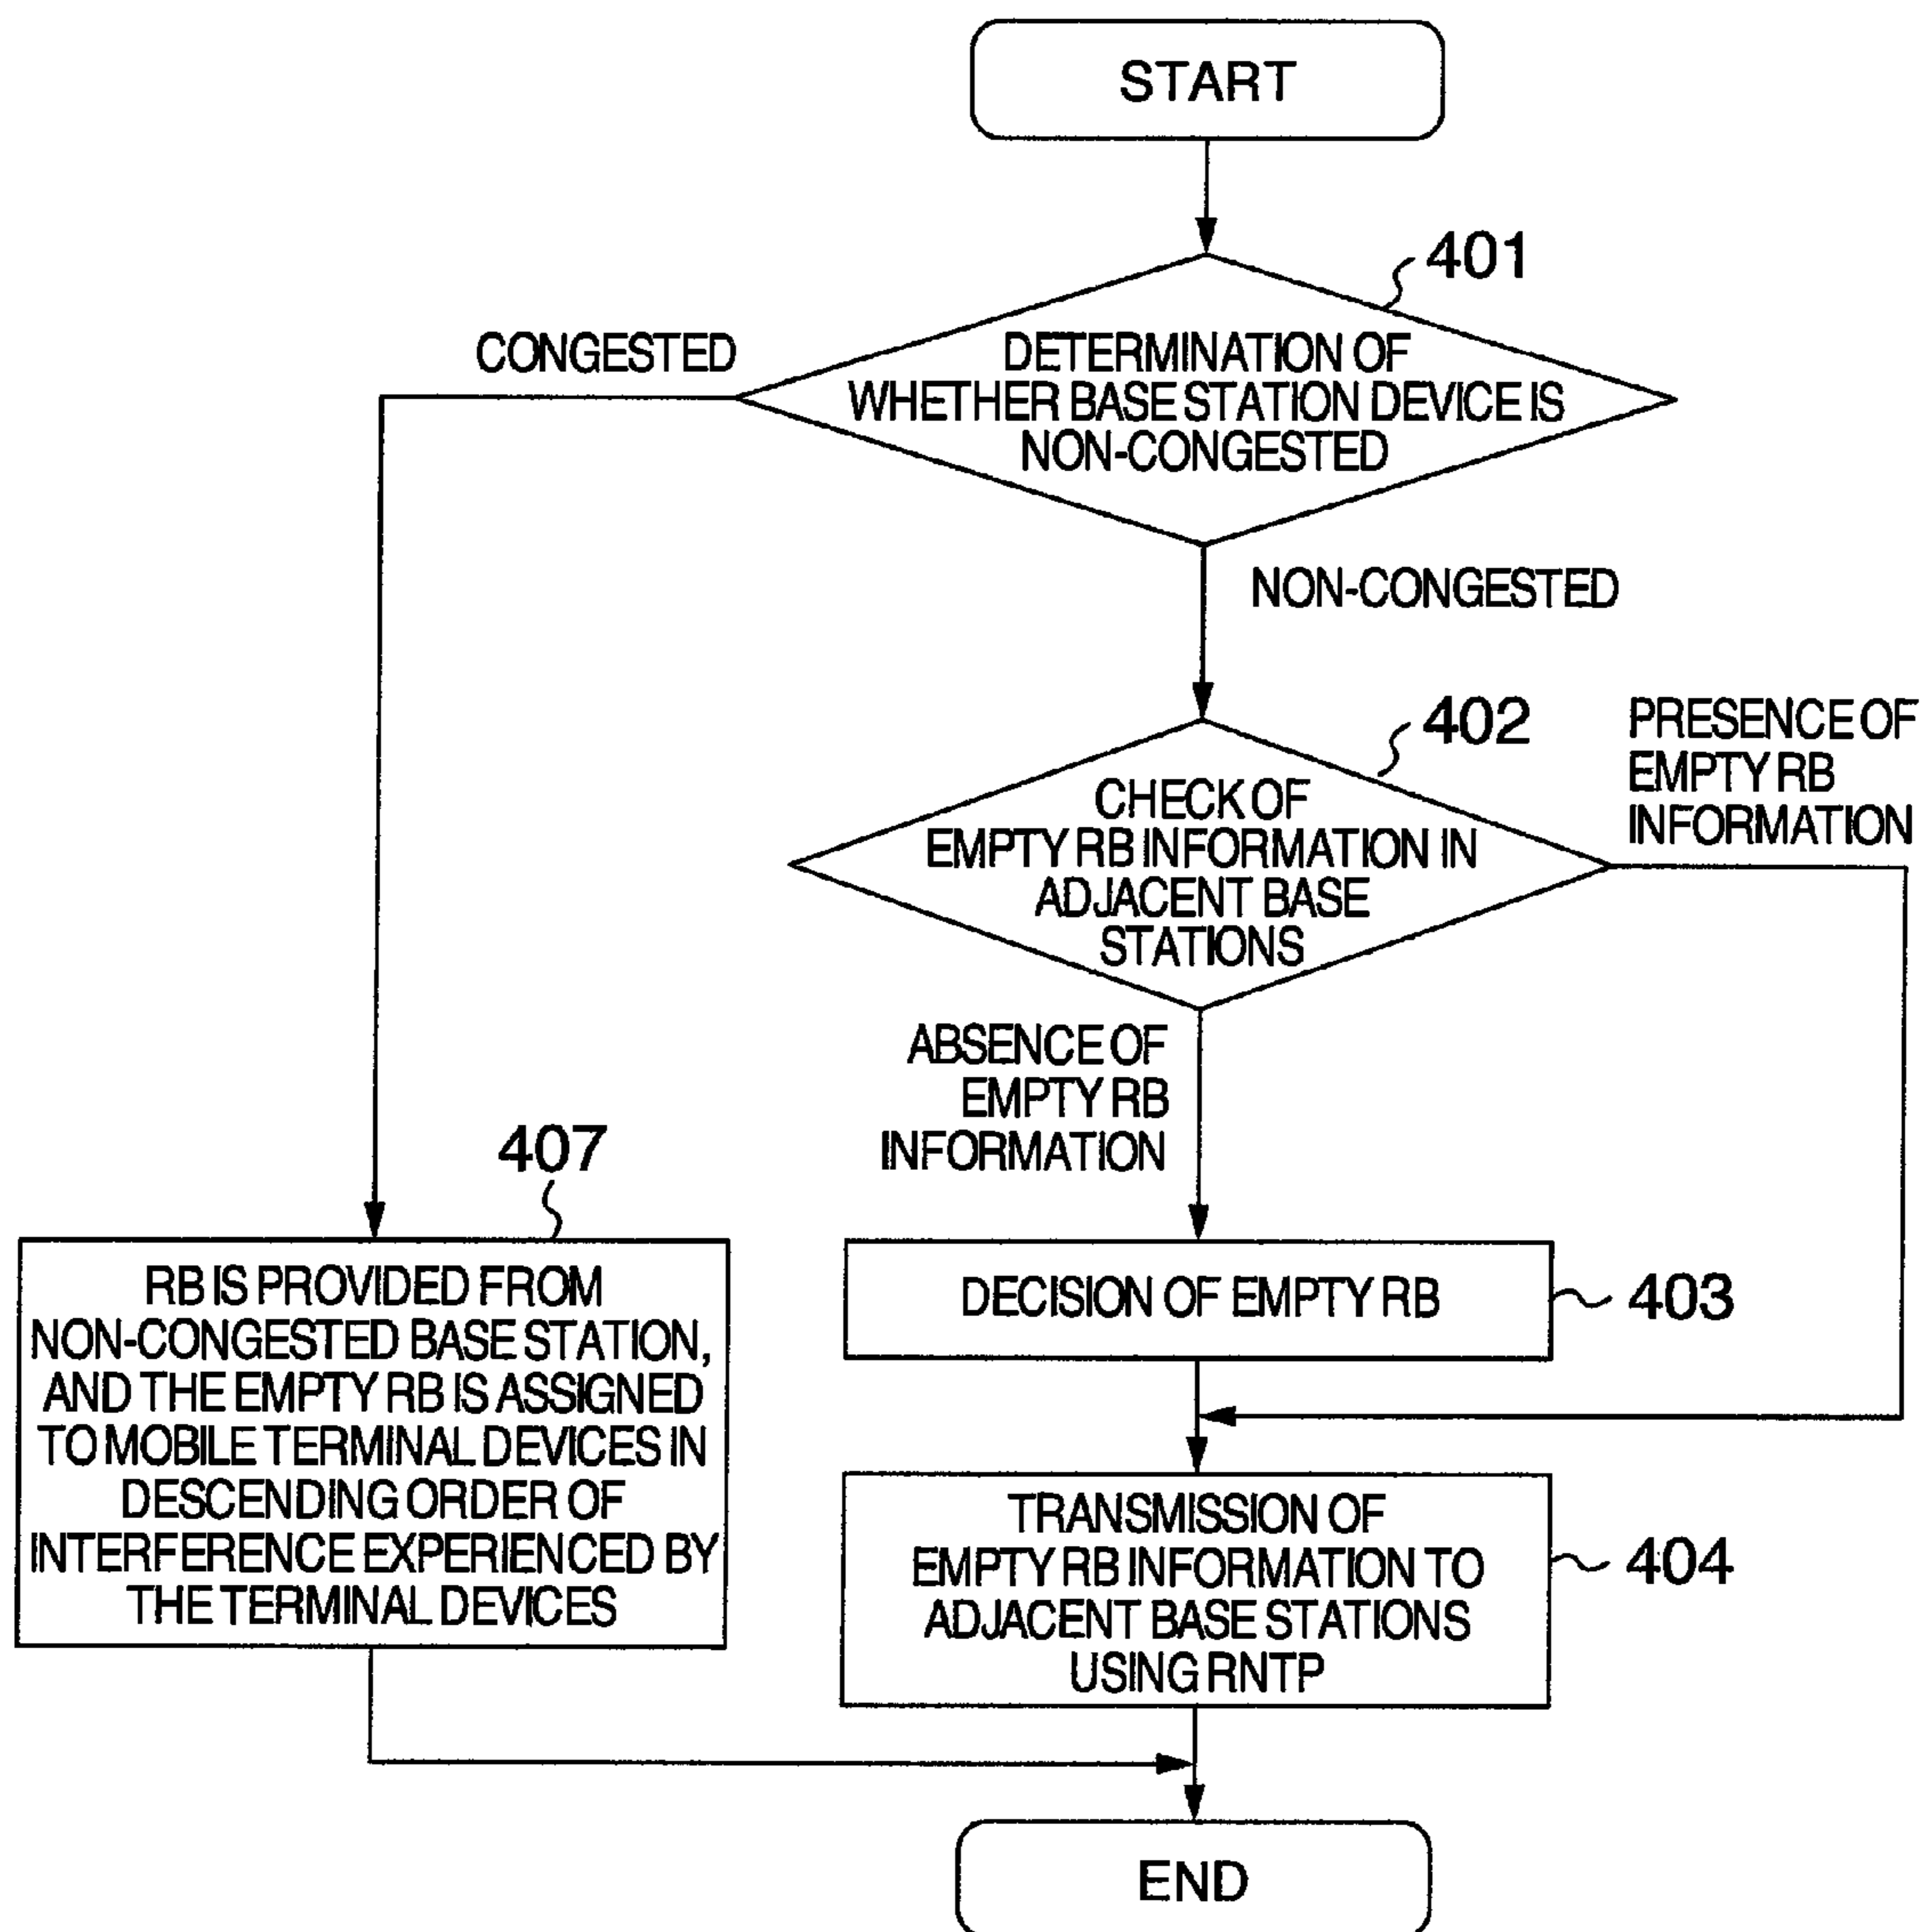 START
401
DETERMINATION OF
WHETHER BASE STATION DEVICE IS
NON-CONGESTED
CONGESTED
NON-CONGESTED
402
CHECK OF
EMPTY RB INFORMATION IN
ADJACENT BASE
STATIONS
PRESENCE OF
EMPTY RB
INFORMATION
ABSENCE OF
EMPTY RB
INFORMATION
407
RB IS PROVIDED FROM
NON-CONGESTED BASE STATION,
AND THE EMPTY RB IS ASSIGNED
TO MOBILE TERMINAL DEVICES IN
DESCENDING ORDER OF
INTERFERENCE EXPERIENCED BY
THE TERMINAL DEVICES
DECISION OF EMPTY RB
403
TRANSMISSION OF
EMPTY RB INFORMATION TO
ADJACENT BASE STATIONS
USING RNTP
404
END